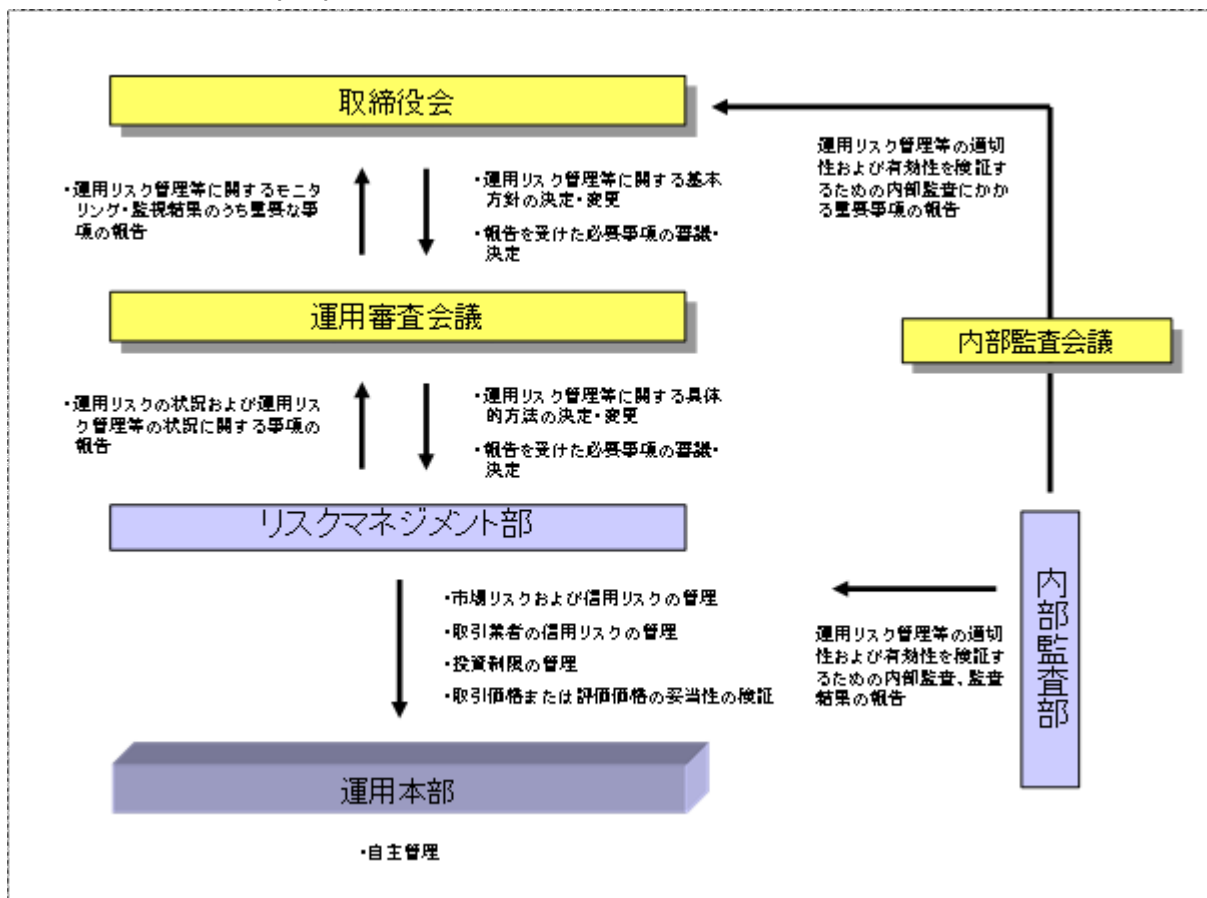 取締役会
運用リスク管理等の適切
性および有効性を検証す
るための内部監査にかか
る重要事項の報告
・運用リスク管理等に関するモニタ
リング・監視結果のうち重要な事
項の報告
・運用リスク管理等に関する基本
方針の決定・変更
・報告を受けた必要事項の審議・
決定
運用審査会議
内部監査会議
・運用リスクの状況および運用リス
ク管理等の状況に関する事項の
報告
・運用リスク管理等に関する具体
的方法の決定・変更
・報告を受けた必要事項の審議・
決定
リスクマネジメント部
内部監査部
・市場リスクおよび信用リスクの管理
・取引業者の信用リスクの管理
・投資制限の管理
・取引価格または評価価格の妥当性の検証
運用リスク管理等の適切
性および有効性を検証す
るための内部監査、監査
結果の報告
運用本部
・自主管理